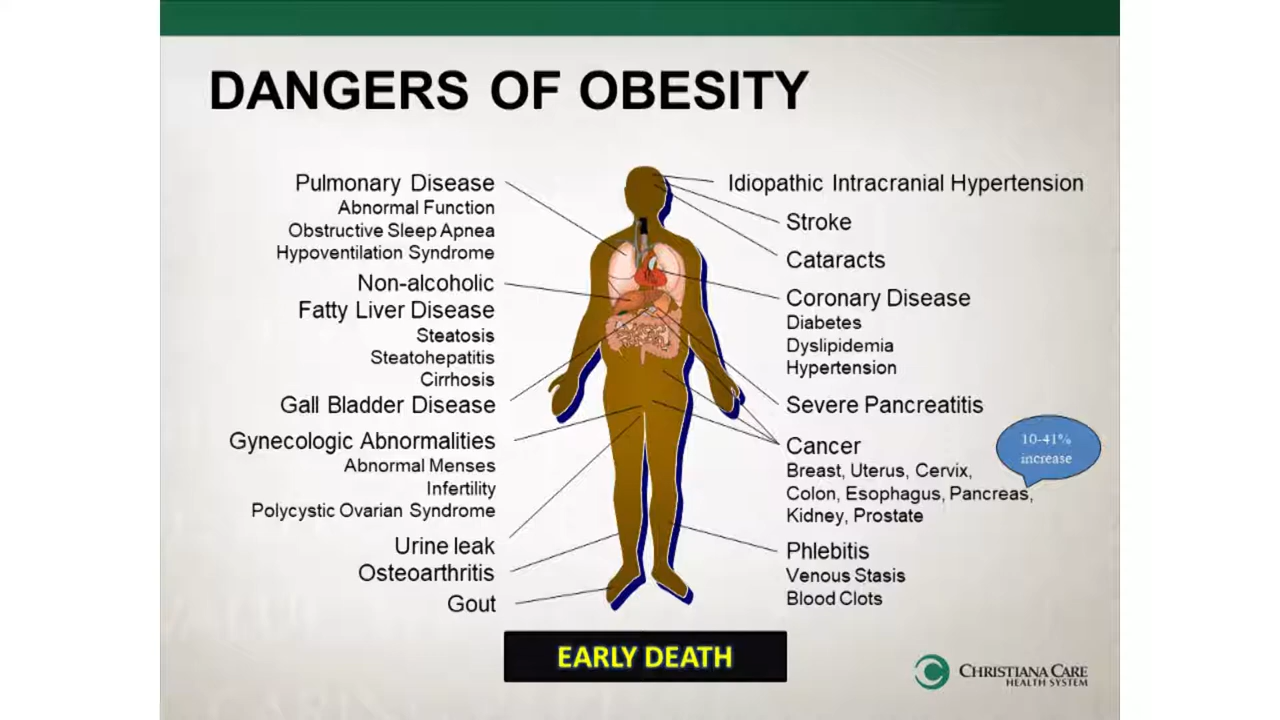 DANGERS OF OBESITY
Pulmonary Disease
Abnormal Function
Obstructive Sleep Apnea
Hypoventilation Syndrome
Non-alcoholic
Fatty Liver Disease
Steatosis
Steatohepatitis
Cirrhosis
Gall Bladder Disease
Gynecologic Abnormalities
Abnormal Menses
Infertility
Polycystic Ovarian Syndrome
Urine leak
Osteoarthritis
Gout
Idiopathic Intracranial Hypertension
Stroke
Cataracts
Coronary Disease
Diabetes
Dyslipidemia
Hypertension
Severe Pancreatitis
Cancer
Breast, Uterus, Cervix,
Colon, Esophagus, Pancreas,
Kidney, Prostate
10-41%
increase
Phlebitis
Venous Stasis
Blood Clots
EARLY DEATH
CHRISTIANA CARE
HEALTH SYSTEM